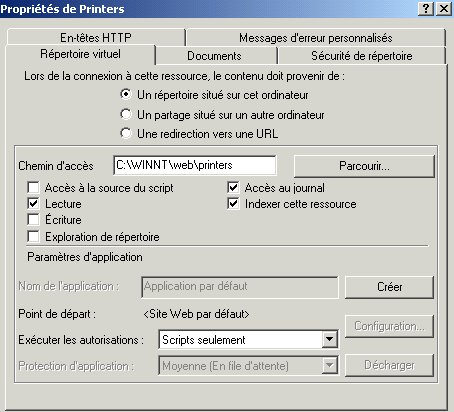 Propriétés de Printers
En-têtes HTTP Messages d'erreur personnalisés
Répertoire virtuel Documents Sécurité de répertoire
Lors de la connexion à cette ressource, le contenu doit provenir de :
Un répertoire situé sur cet ordinateur
Un partage situé sur un autre ordinateur
Une redirection vers une URL
Chemin d'accès C:\WINNT\web\printers Parcourir...
Accès à la source du script Accès au journal
Lecture Indexer cette ressource
Écriture
Exploration de répertoire
Paramètres d'application
Nom de l'application : Application par défaut Créer
Point de départ : <Site Web par défaut>
Configuration...
Exécuter les autorisations : Scripts seulement
Protection d'application : Moyenne (En file d'attente) Décharger